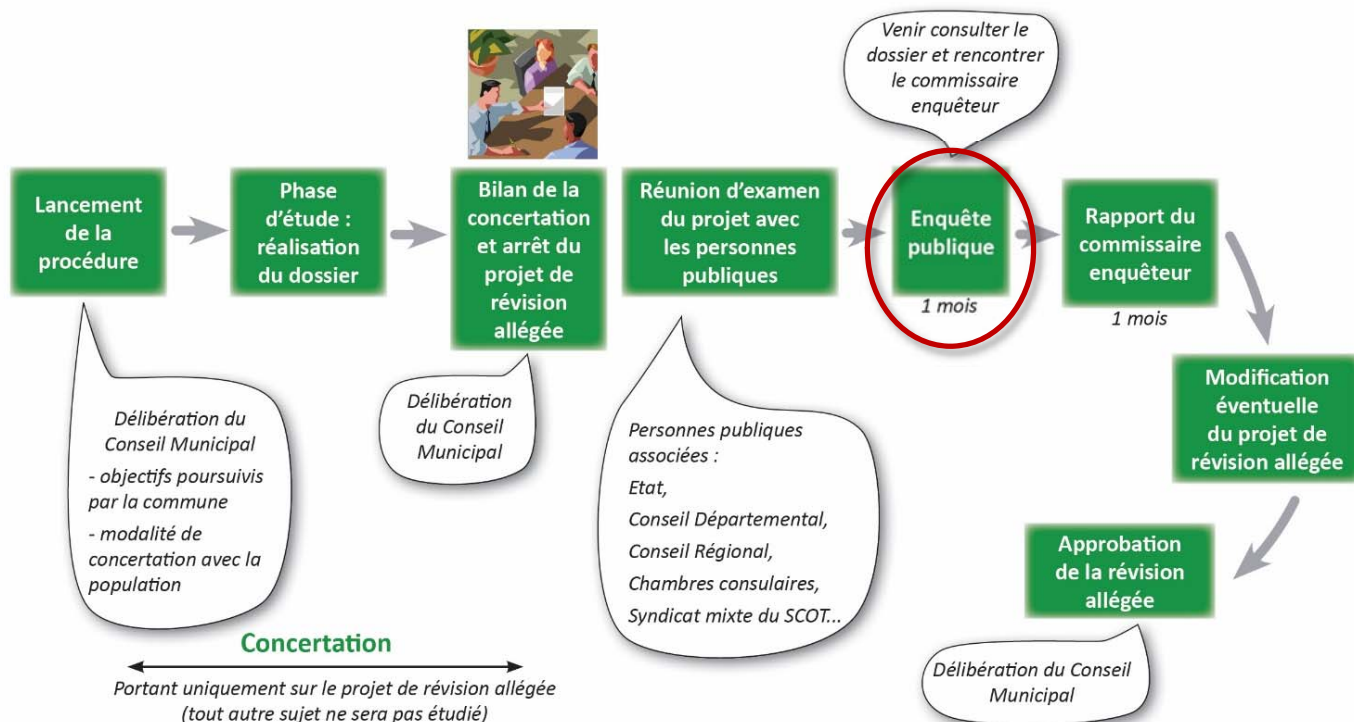 Venir consulter le
dossier et rencontrer
le commissaire
enquêteur
Lancement
de la
procédure
Phase
d'étude :
réalisation
du dossier
Bilan de la
concertation
et arrêt du
projet de
révision
allégée
Réunion d'examen
du projet avec
les personnes
publiques
Enquête
publique
1 mois
Rapport du
commissaire
enquêteur
1 mois
Délibération du
Conseil Municipal
- objectifs poursuivis
par la commune
- modalité de
concertation avec la
population
Délibération
du Conseil
Municipal
Personnes publiques
associées :
Etat,
Conseil Départemental,
Conseil Régional,
Chambres consulaires,
Syndicat mixte du SCOT...
Modification
éventuelle
du projet de
révision allégée
Approbation
de la révision
allégée
Délibération du Conseil
Municipal
Concertation
Portant uniquement sur le projet de révision allégée
(tout autre sujet ne sera pas étudié)